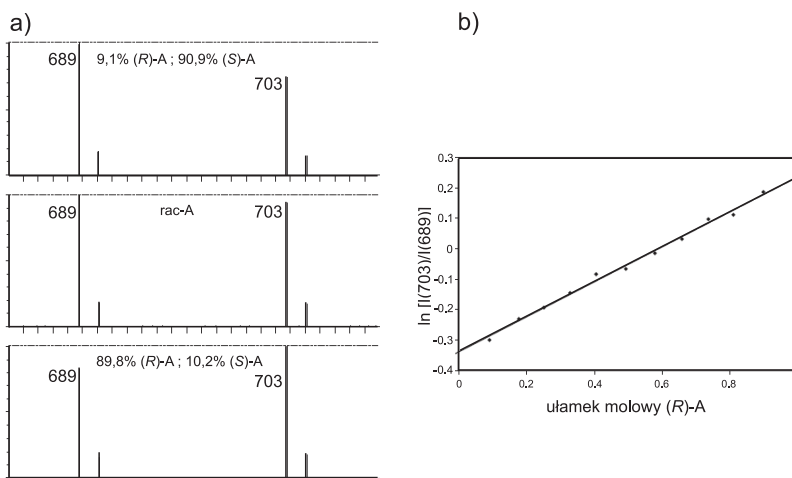 a)
689
9,1% (R)-A ; 90,9% (S)-A
703
689
rac-A
703
689
89,8% (R)-A ; 10,2% (S)-A
703
b)
ln [I(703)/I(689)]
0.3
0,2
0,1
0
-0.1
-0.2
-0.3
-0.4
0
0.2
0.4
0.6
0.8
ułamek molowy (R)-A